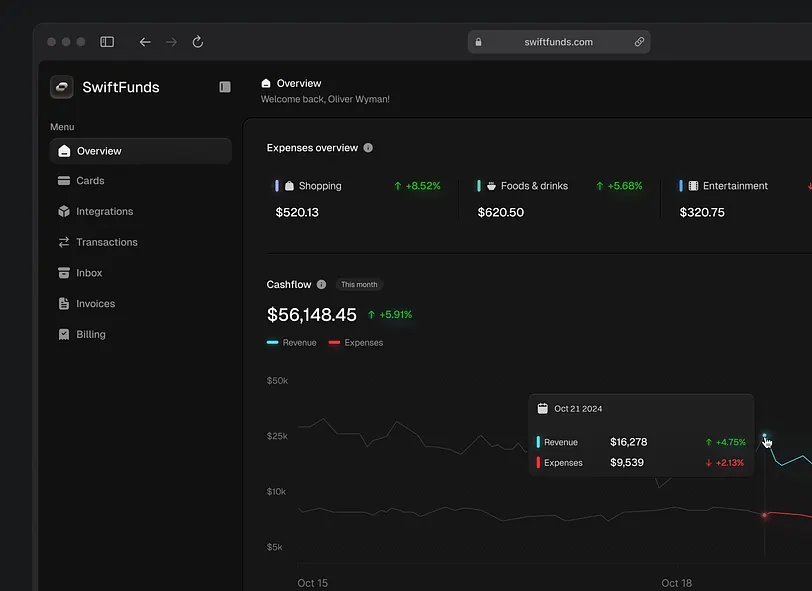 swiftfunds.com
SwiftFunds
Menu
Overview
Cards
Integrations
Transactions
Inbox
Invoices
Billing
Overview
Welcome back, Oliver Wyman!
Expenses overview
Shopping +8.52%
$520.13
Foods & drinks +5.68%
$620.50
Entertainment
$320.75
Cashflow This month
$56,148.45 +5.91%
Revenue Expenses
$50k
$25k
$10k
$5k
Oct 21 2024
Revenue $16,278 +4.75%
Expenses $9,539 +2.13%
Oct 15 Oct 18